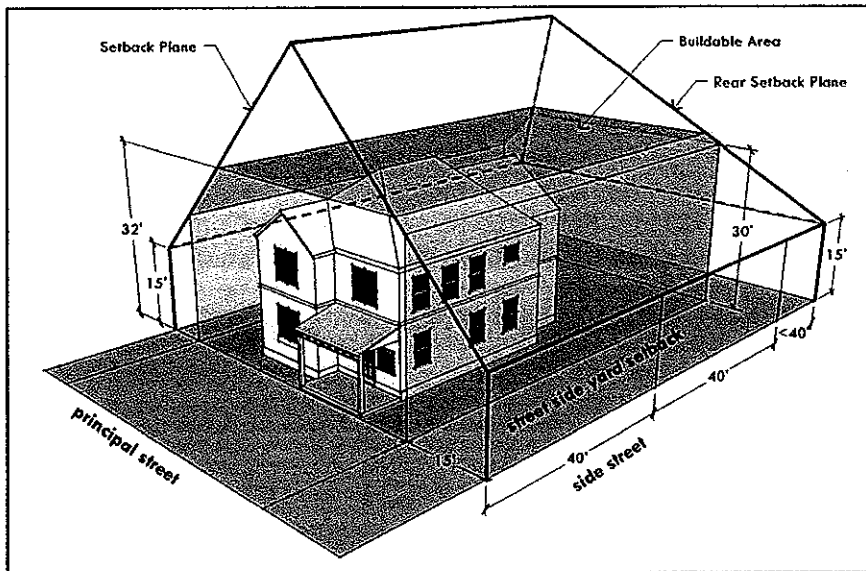 Setback Plane
Buildable Area
Rear Setback Plane
32'
15'
30'
15'
<40'
street side yard setback
40'
15'
40'
principal street
side street